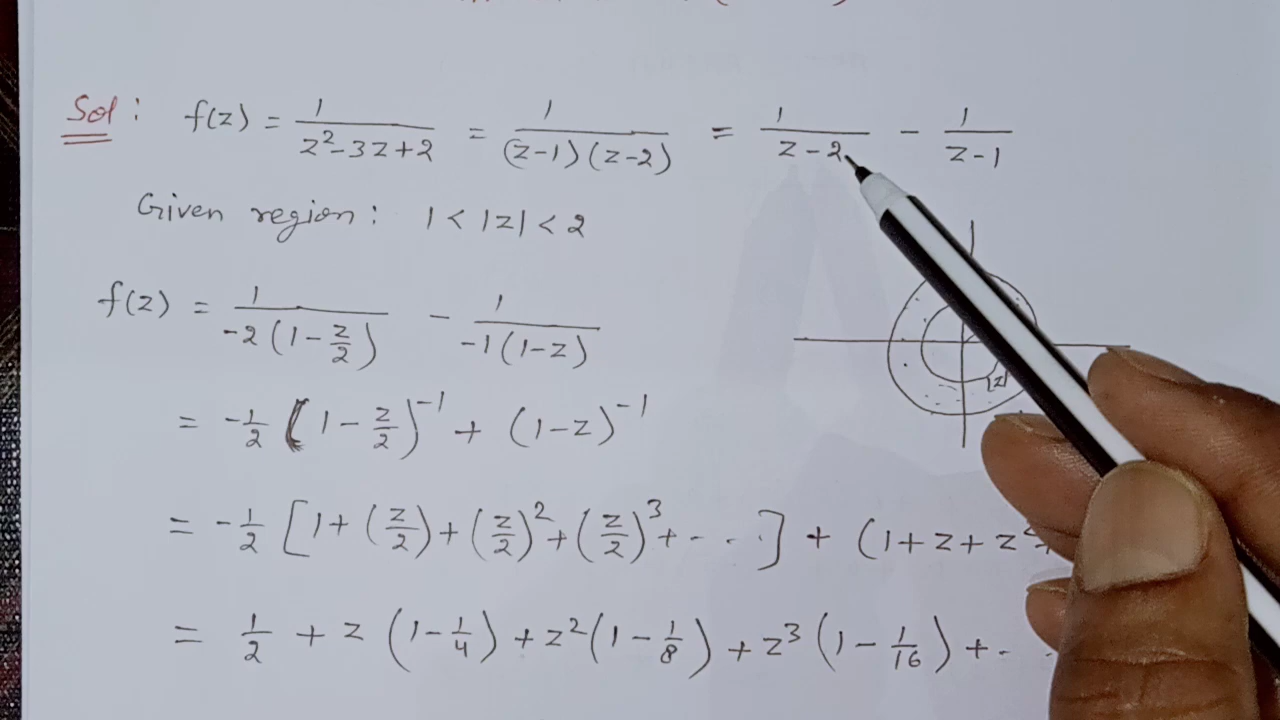 Sol: f(z) = 1/(z²-3z+2) = 1/((z-1)(z-2)) = 1/(z-2) - 1/(z-1)
Given region: 1 < |z| < 2
f(z) = 1/(-2(1-z/2)) - 1/(-1(1-z))
= -1/2 (1-z/2)⁻¹ + (1-z)⁻¹
= -1/2 [1+(z/2)+(z/2)²+(z/2)³+...] + (1+z+z²
= 1/2 + z(1-1/4) + z²(1-1/8) + z³(1-1/16) + ...
|z|